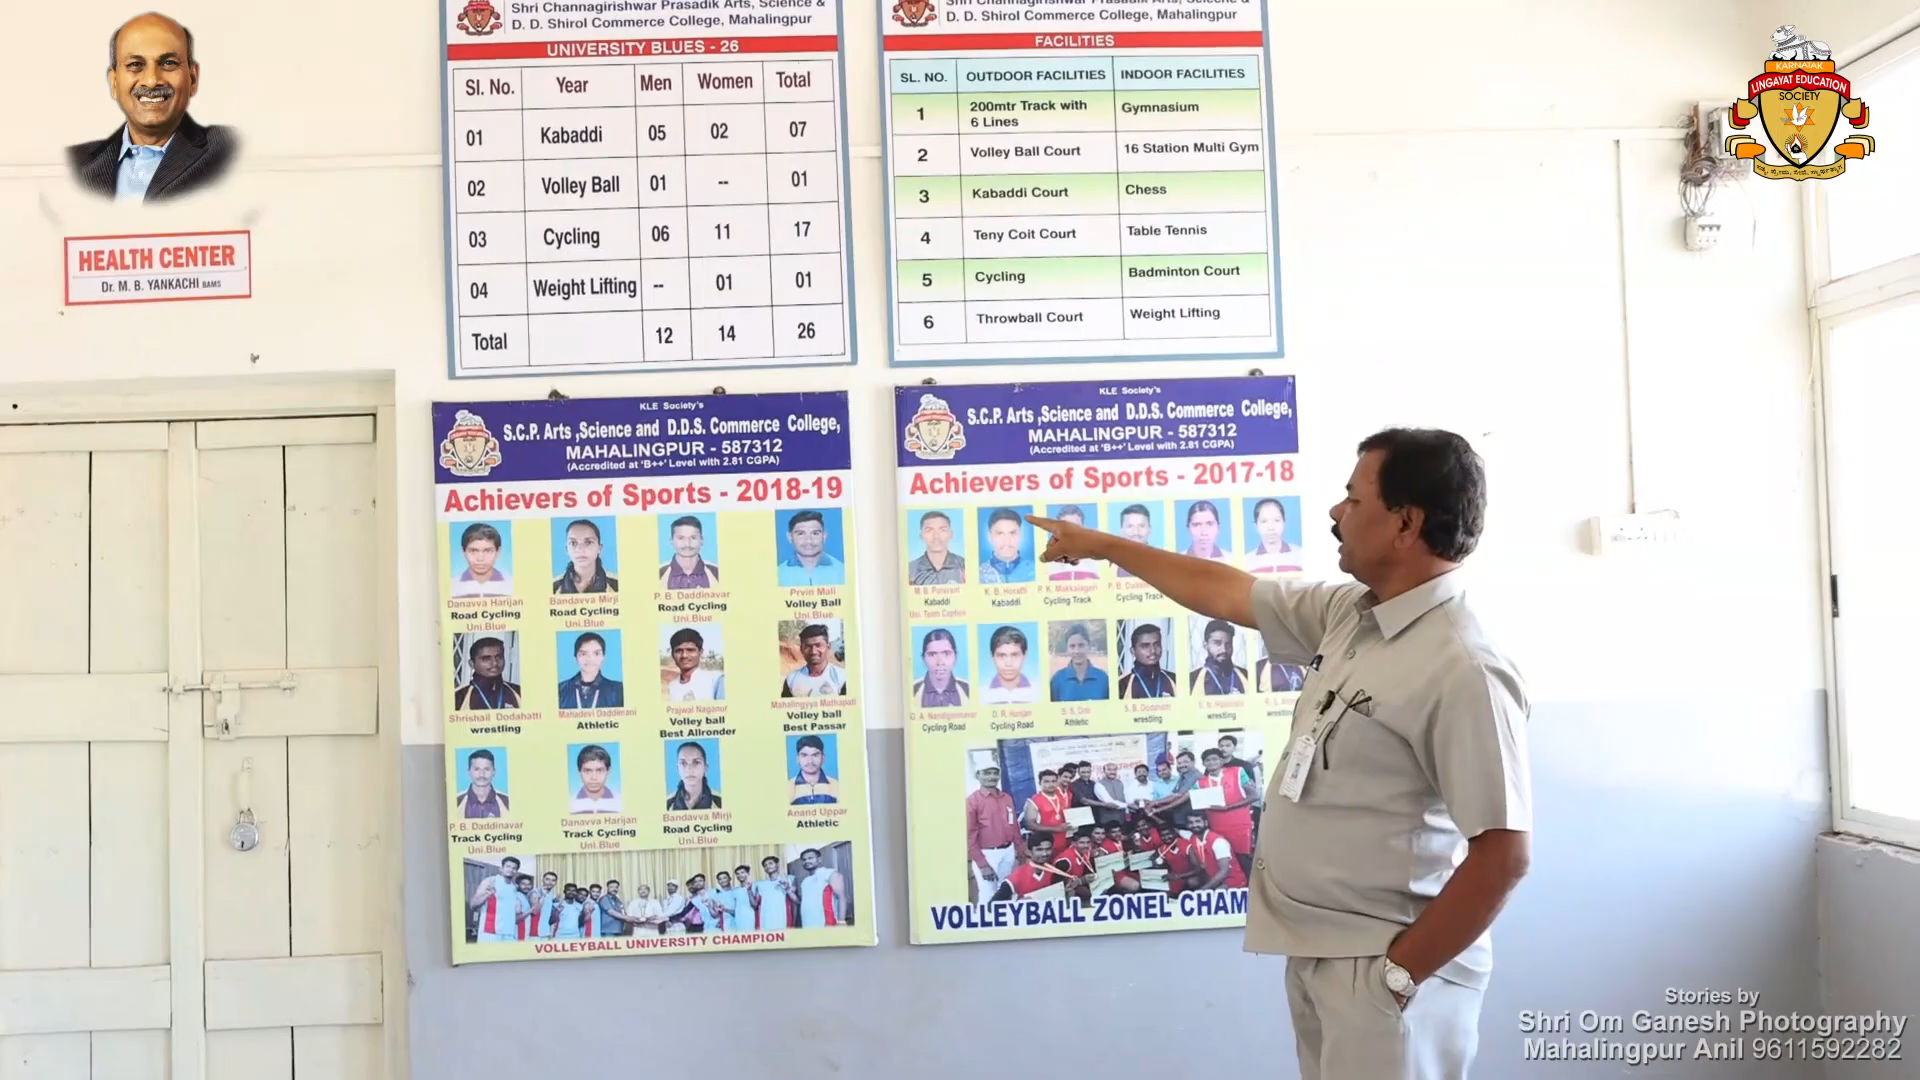 HEALTH CENTER
Dr. M. B. YANKACHI BAMS
Shri Channagirishwar Prasadik Arts, Science &
D. D. Shirol Commerce College, Mahalingpur
UNIVERSITY BLUES - 26
Sl. No. Year Men Women Total
01 Kabaddi 05 02 07
02 Volley Ball 01 -- 01
03 Cycling 06 11 17
04 Weight Lifting -- 01 01
Total 12 14 26
D. D. Shirol Commerce College, Mahalingpur
FACILITIES
SL. NO. OUTDOOR FACILITIES INDOOR FACILITIES
1 200mtr Track with 6 Lines Gymnasium
2 Volley Ball Court 16 Station Multi Gym
3 Kabaddi Court Chess
4 Teny Coit Court Table Tennis
5 Cycling Badminton Court
6 Throwball Court Weight Lifting
KLE Society's
S.C.P. Arts ,Science and D.D.S. Commerce College,
MAHALINGPUR - 587312
(Accredited at 'B++' Level with 2.81 CGPA)
Achievers of Sports - 2018-19
Danavva Harijan
Road Cycling
Uni.Blue
Bandavva Mirji
Road Cycling
Uni.Blue
P. B. Daddinavar
Road Cycling
Uni.Blue
Prvin Mali
Volley Ball
Uni.Blue
Shrishail Dodahatti
wrestling
Mahadevi Daddimani
Athletic
Prajwal Naganur
Volley ball
Best Allronder
Mahalingyya Mathapati
Volley ball
Best Passar
P. B. Daddinavar
Track Cycling
Uni.Blue
Danavva Harijan
Track Cycling
Uni.Blue
Bandavva Mirji
Road Cycling
Uni.Blue
Anand Uppar
Athletic
VOLLEYBALL UNIVERSITY CHAMPION
KLE Society's
S.C.P. Arts ,Science and D.D.S. Commerce College,
MAHALINGPUR - 587312
(Accredited at 'B++' Level with 2.81 CGPA)
Achievers of Sports - 2017-18
Kabaddi
Kabaddi
Cycling Track
Cycling Track
Cycling Road
D. R. Harijan
Cycling Road
Athletic
S. B. Dodahatti
wrestling
wrestling
VOLLEYBALL ZONEL CHAM
KARNATAK
LINGAYAT EDUCATION
SOCIETY
Stories by
Shri Om Ganesh Photography
Mahalingpur Anil 9611592282